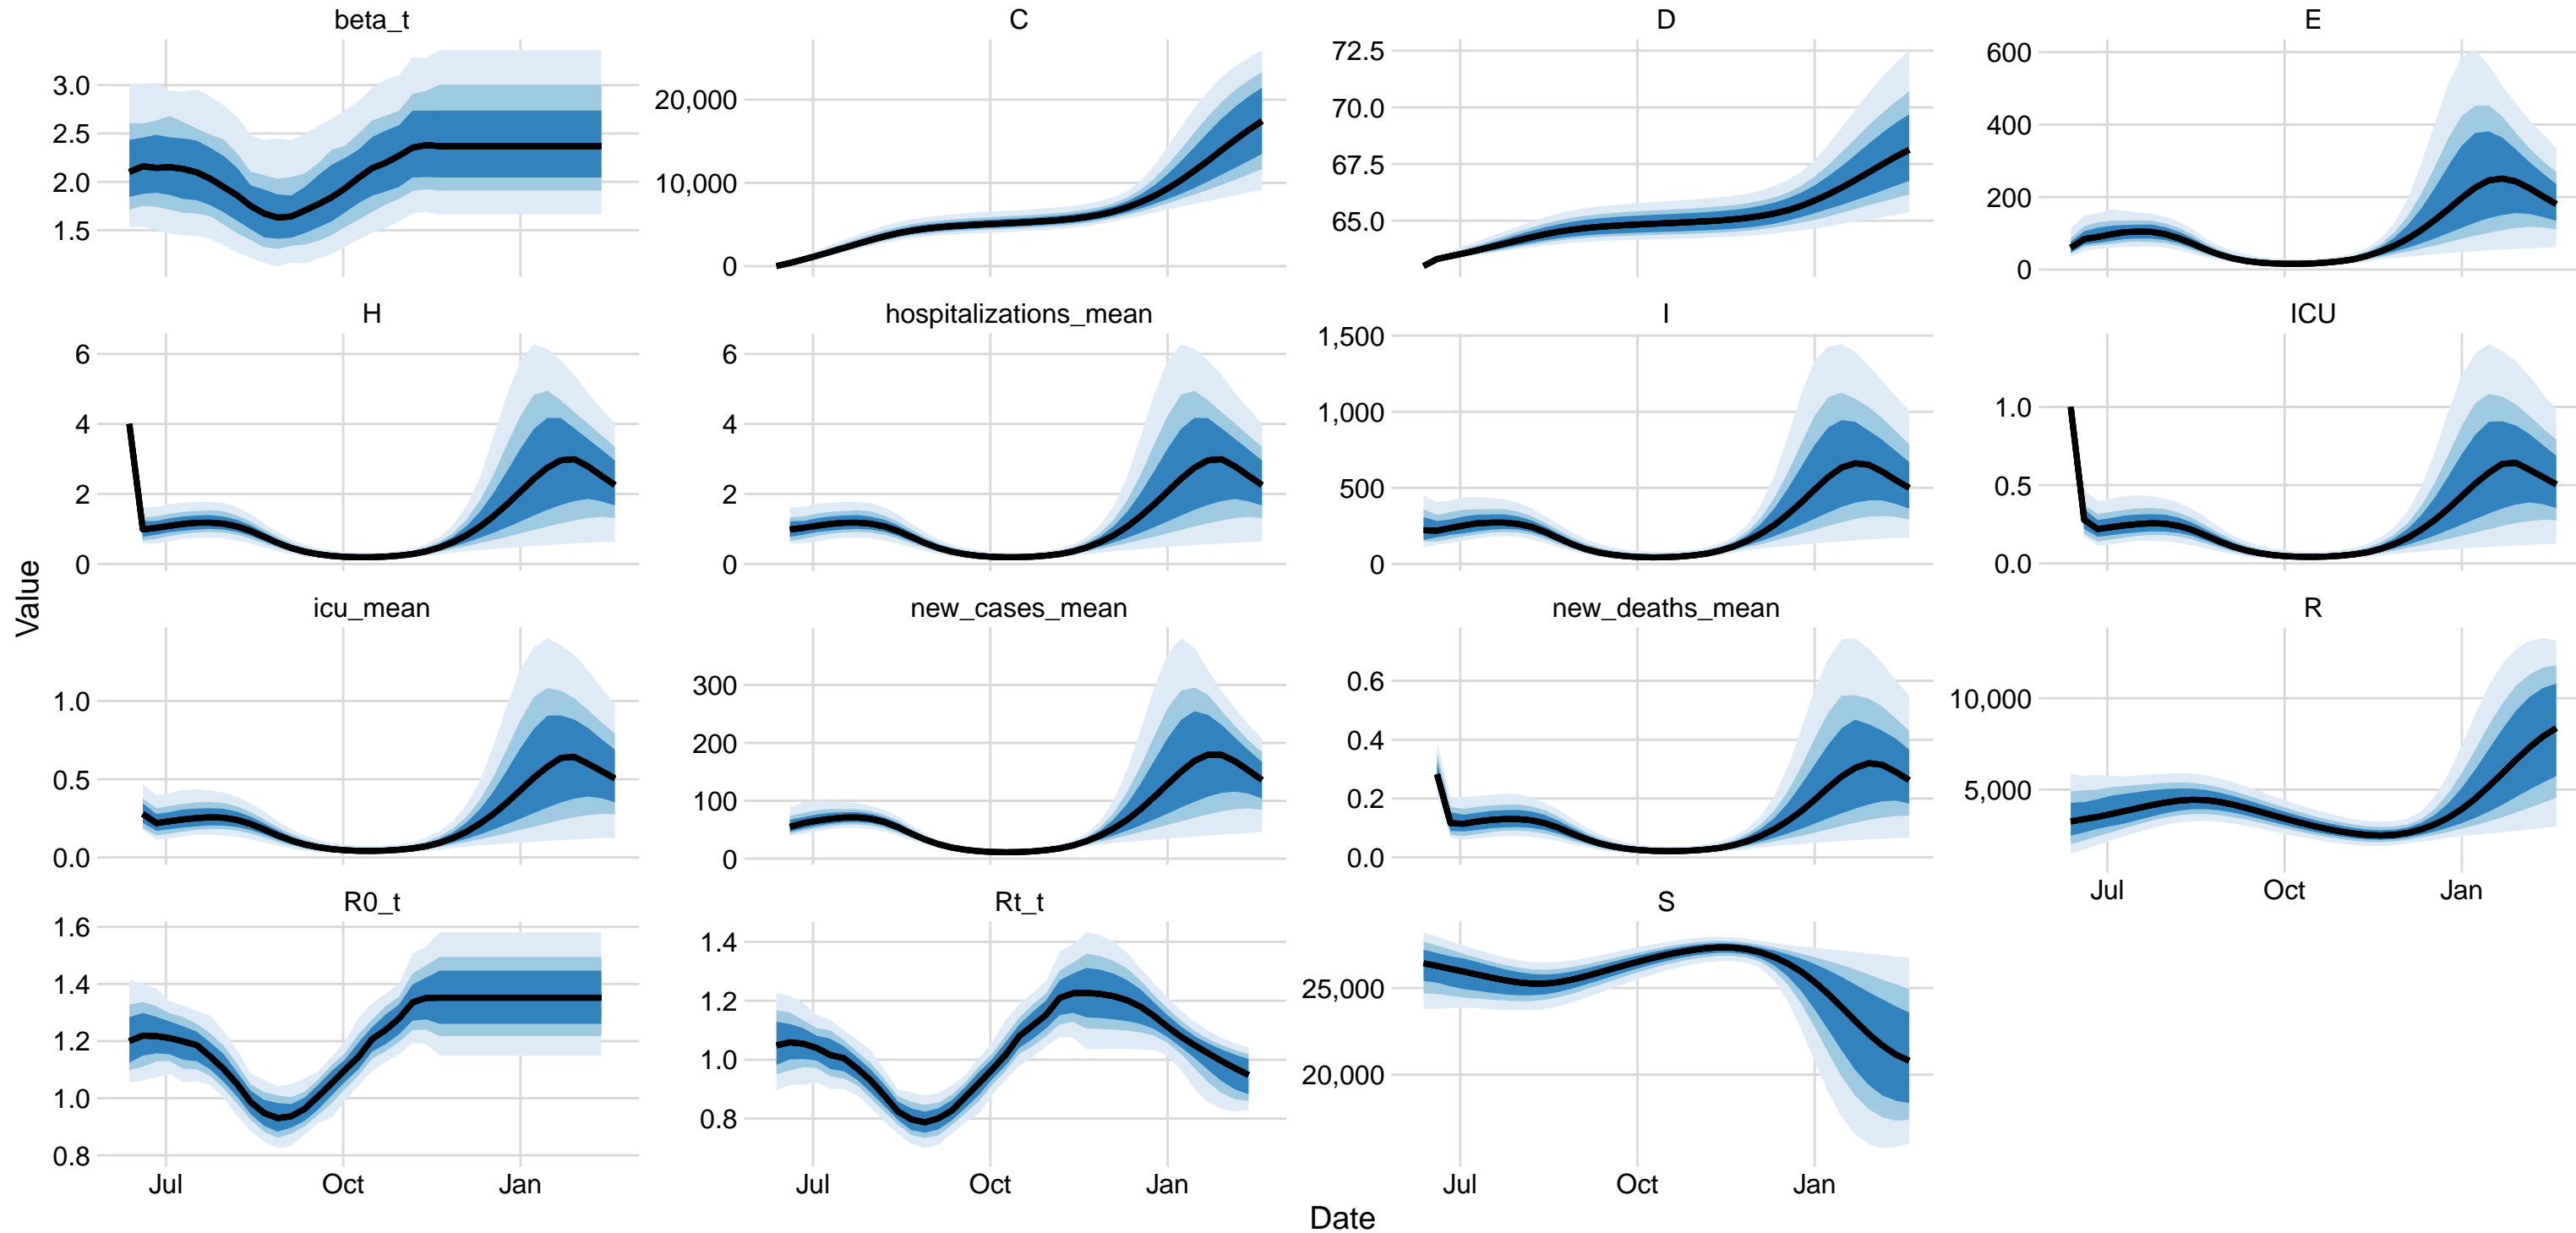 beta_t
3.0
2.5
2.0
1.5
C
20,000
10,000
0
D
72.5
70.0
67.5
65.0
E
600
400
200
0
H
6
4
2
0
hospitalizations_mean
6
4
2
0
I
1,500
1,000
500
0
ICU
1.0
0.5
0.0
Value
icu_mean
1.0
0.5
0.0
new_cases_mean
300
200
100
0
new_deaths_mean
0.6
0.4
0.2
0.0
R
10,000
5,000
Jul Oct Jan
R0_t
1.6
1.4
1.2
1.0
0.8
Jul Oct Jan
Rt_t
1.4
1.2
1.0
0.8
Jul Oct Jan
S
25,000
20,000
Jul Oct Jan
Date